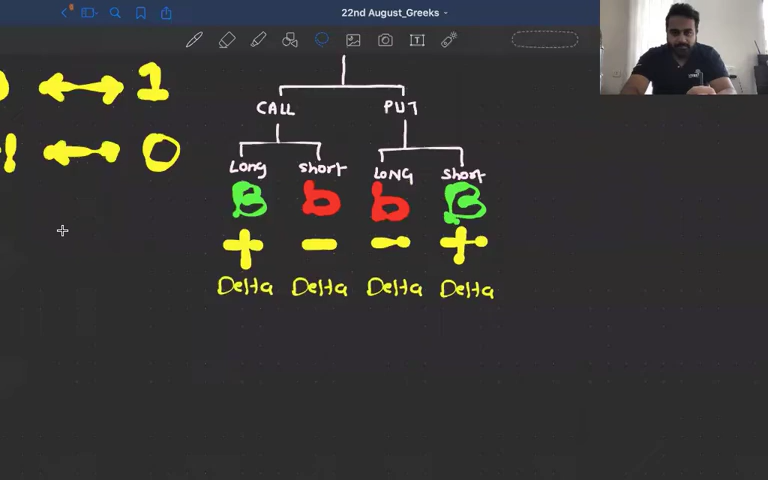 22nd August_Greeks
1
0
CALL PUT
Long short LONG short
B b b B
+ - - +
Delta Delta Delta Delta